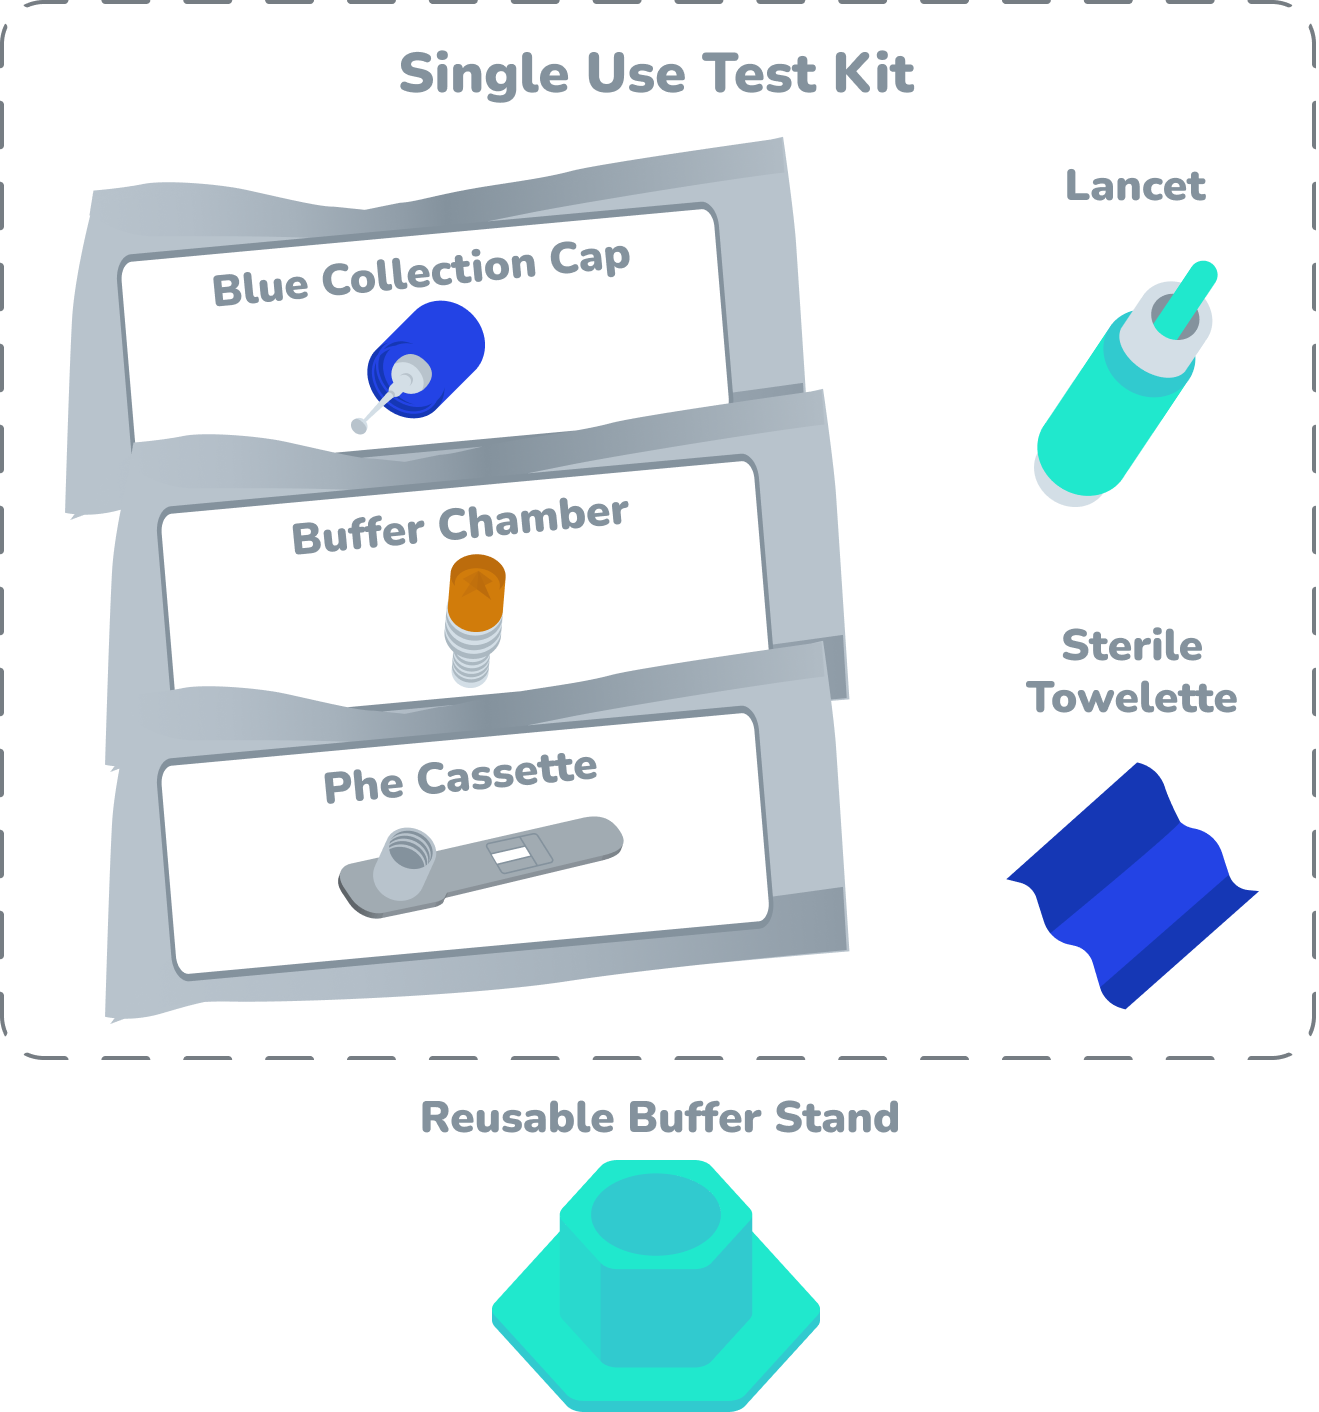 Single Use Test Kit
Blue Collection Cap
Lancet
Buffer Chamber
Sterile
Towelette
Phe Cassette
Reusable Buffer Stand